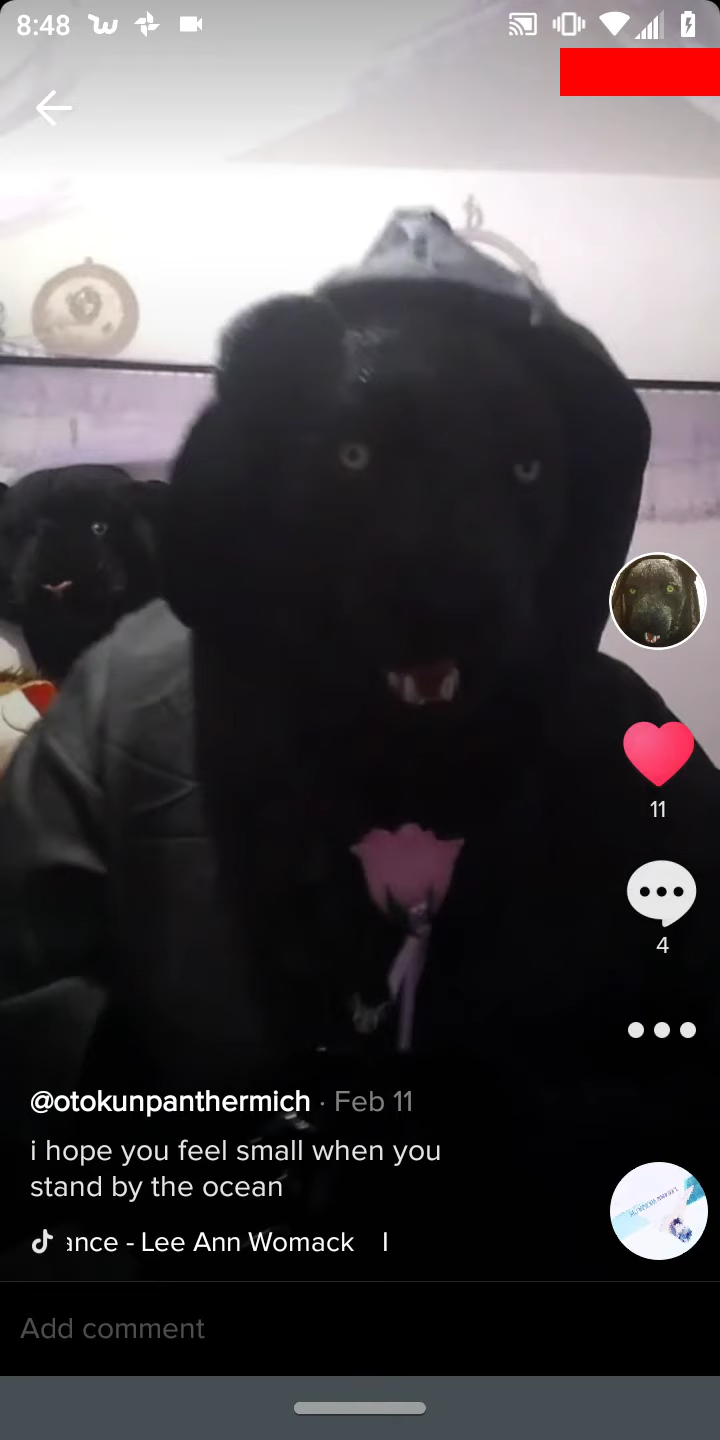 8:48
11
4
@otokunpanthermich · Feb 11
i hope you feel small when you
stand by the ocean
ance - Lee Ann Womack I
Add comment